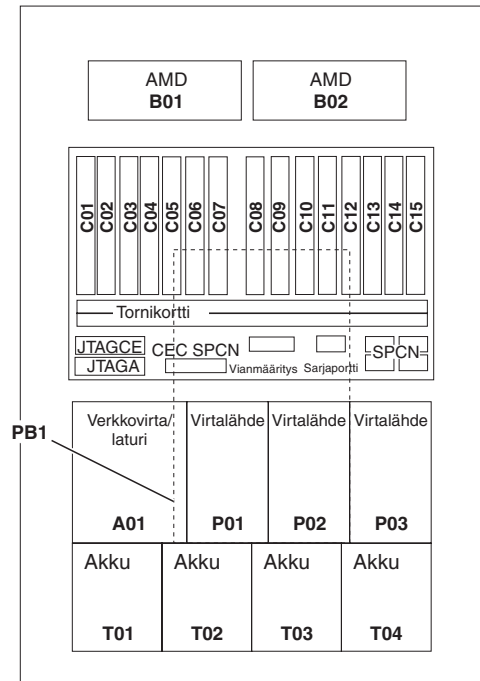 AMD AMD
B01 B02
C01 C02 C03 C04 C05 C06 C07 C08 C09 C10 C11 C12 C13 C14 C15
Tornikortti
JTAGCE CEC SPCN SPCN
JTAGA Vianmääritys Sarjaportti
PB1
Verkkovirta/ Virtalähde Virtalähde Virtalähde
laturi
A01 P01 P02 P03
Akku Akku Akku Akku
T01 T02 T03 T04